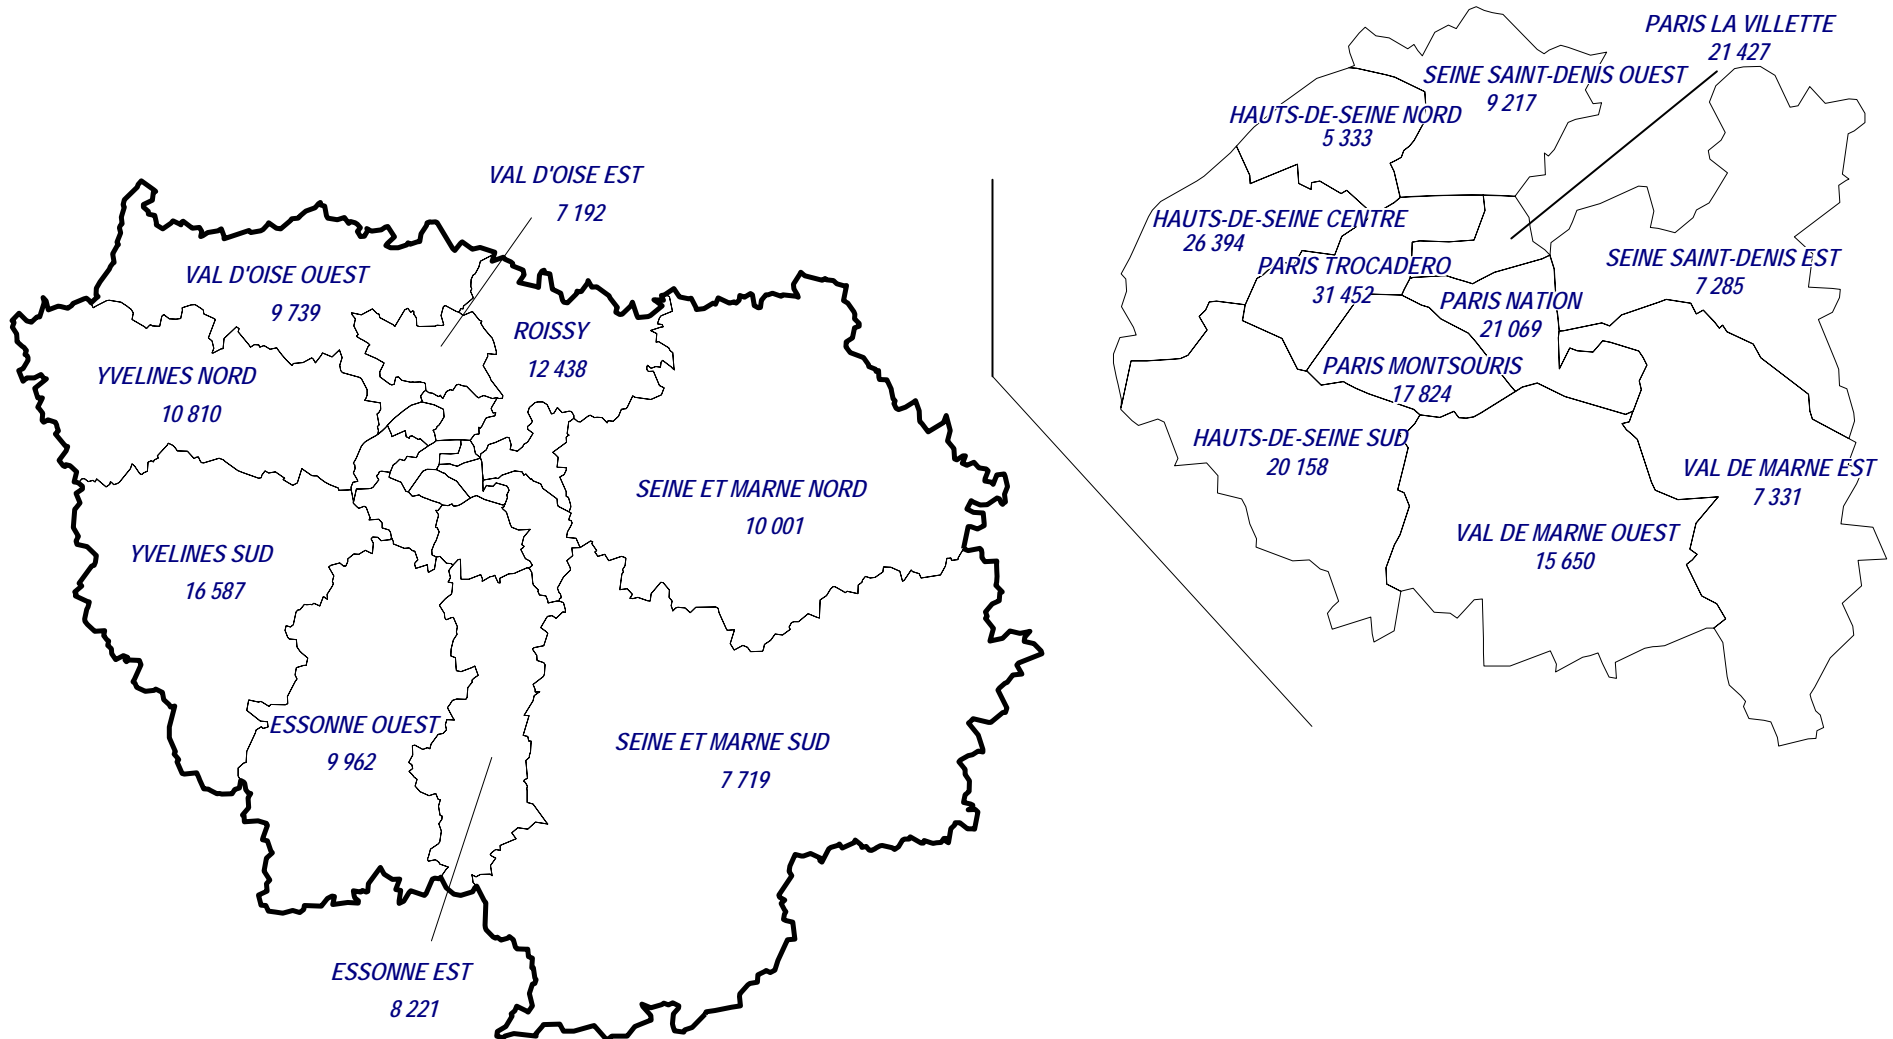 VAL D'OISE EST
7 192
VAL D'OISE OUEST
9 739
ROISSY
12 438
YVELINES NORD
10 810
SEINE ET MARNE NORD
10 001
YVELINES SUD
16 587
ESSONNE OUEST
9 962
SEINE ET MARNE SUD
7 719
ESSONNE EST
8 221
PARIS LA VILLETTE
21 427
SEINE SAINT-DENIS OUEST
9 217
HAUTS-DE-SEINE NORD
5 333
HAUTS-DE-SEINE CENTRE
26 394
PARIS TROCADERO
31 452
SEINE SAINT-DENIS EST
7 285
PARIS NATION
21 069
PARIS MONTSOURIS
17 824
HAUTS-DE-SEINE SUD
20 158
VAL DE MARNE EST
7 331
VAL DE MARNE OUEST
15 650